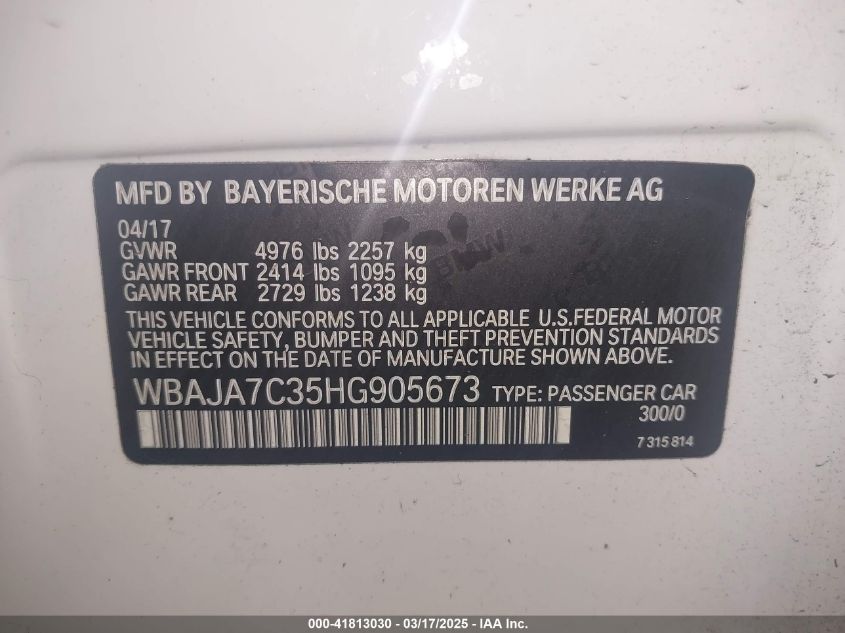 MFD BY BAYERISCHE MOTOREN WERKE AG
04/17
GVWR 4976 lbs 2257 kg
GAWR FRONT 2414 lbs 1095 kg
GAWR REAR 2729 lbs 1238 kg
THIS VEHICLE CONFORMS TO ALL APPLICABLE U.S.FEDERAL MOTOR
VEHICLE SAFETY, BUMPER AND THEFT PREVENTION STANDARDS
IN EFFECT ON THE DATE OF MANUFACTURE SHOWN ABOVE.
WBAJA7C35HG905673 TYPE: PASSENGER CAR
300/0
7 315 814
000-41813030 - 03/17/2025 - IAA Inc.